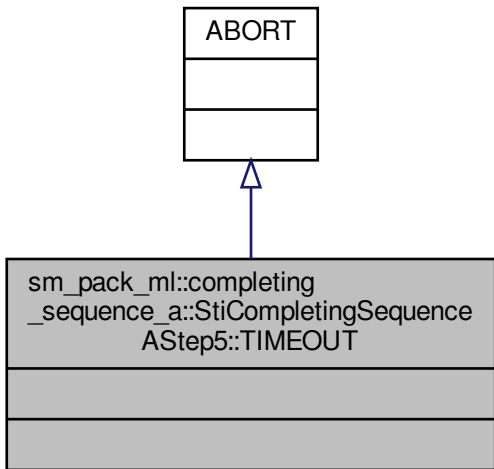 ABORT
sm_pack_ml::completing
_sequence_a::StiCompletingSequence
AStep5::TIMEOUT